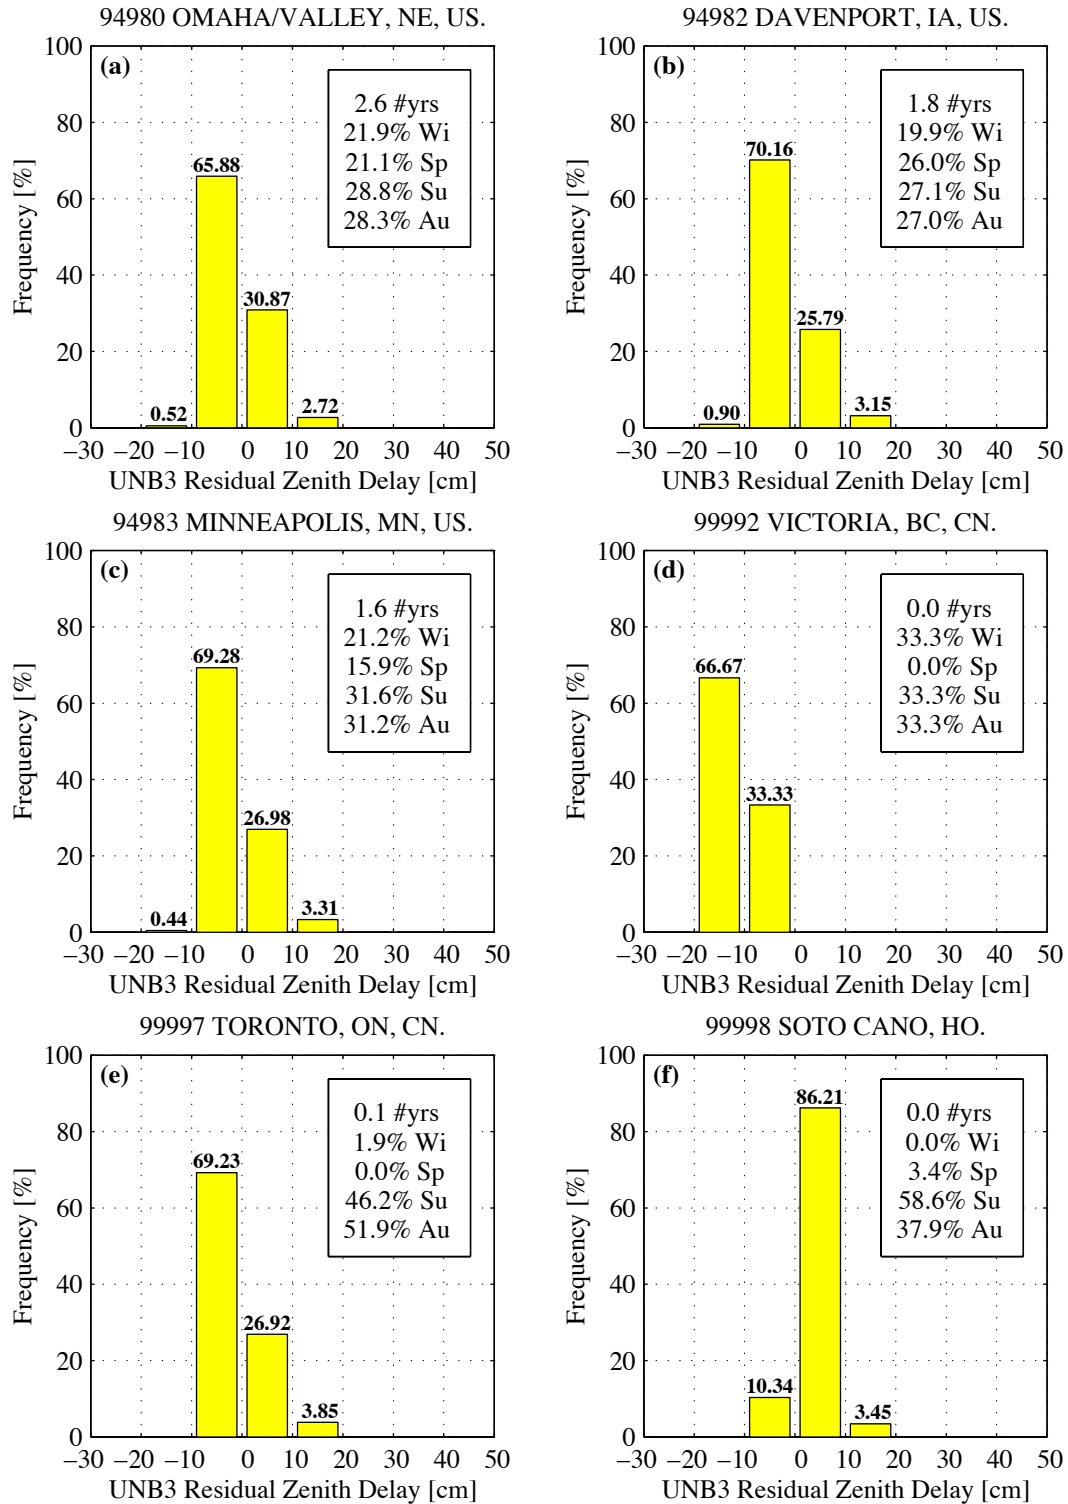 94980 OMAHA/VALLEY, NE, US.
(a)
2.6 #yrs
21.9% Wi
21.1% Sp
28.8% Su
28.3% Au
100
80
60
40
20
0
Frequency [%]
0.52
65.88
30.87
2.72
−30 −20 −10 0 10 20 30 40 50
UNB3 Residual Zenith Delay [cm]
94982 DAVENPORT, IA, US.
(b)
1.8 #yrs
19.9% Wi
26.0% Sp
27.1% Su
27.0% Au
100
80
60
40
20
0
Frequency [%]
0.90
70.16
25.79
3.15
−30 −20 −10 0 10 20 30 40 50
UNB3 Residual Zenith Delay [cm]
94983 MINNEAPOLIS, MN, US.
(c)
1.6 #yrs
21.2% Wi
15.9% Sp
31.6% Su
31.2% Au
100
80
60
40
20
0
Frequency [%]
0.44
69.28
26.98
3.31
−30 −20 −10 0 10 20 30 40 50
UNB3 Residual Zenith Delay [cm]
99992 VICTORIA, BC, CN.
(d)
0.0 #yrs
33.3% Wi
0.0% Sp
33.3% Su
33.3% Au
100
80
60
40
20
0
Frequency [%]
66.67
33.33
−30 −20 −10 0 10 20 30 40 50
UNB3 Residual Zenith Delay [cm]
99997 TORONTO, ON, CN.
(e)
0.1 #yrs
1.9% Wi
0.0% Sp
46.2% Su
51.9% Au
100
80
60
40
20
0
Frequency [%]
69.23
26.92
3.85
−30 −20 −10 0 10 20 30 40 50
UNB3 Residual Zenith Delay [cm]
99998 SOTO CANO, HO.
(f)
0.0 #yrs
0.0% Wi
3.4% Sp
58.6% Su
37.9% Au
100
80
60
40
20
0
Frequency [%]
10.34
86.21
3.45
−30 −20 −10 0 10 20 30 40 50
UNB3 Residual Zenith Delay [cm]